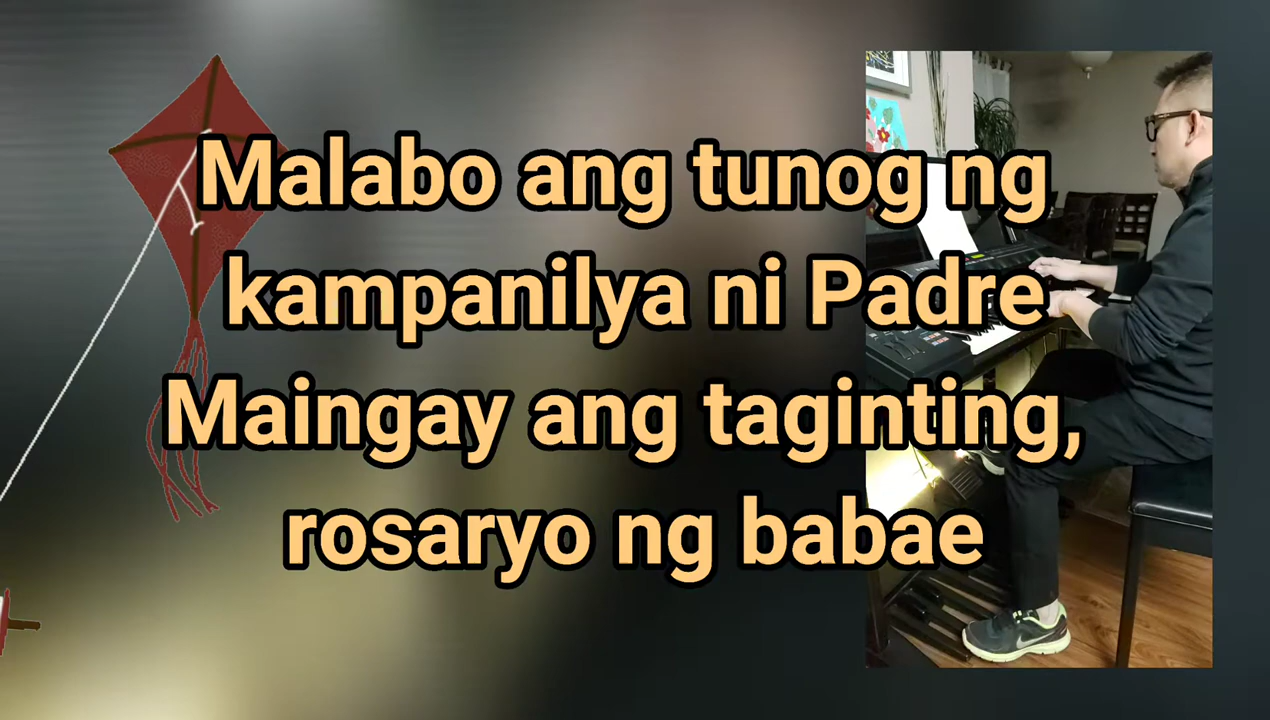 Malabo ang tunog ng
kampanilya ni Padre
Maingay ang taginting,
rosaryo ng babae